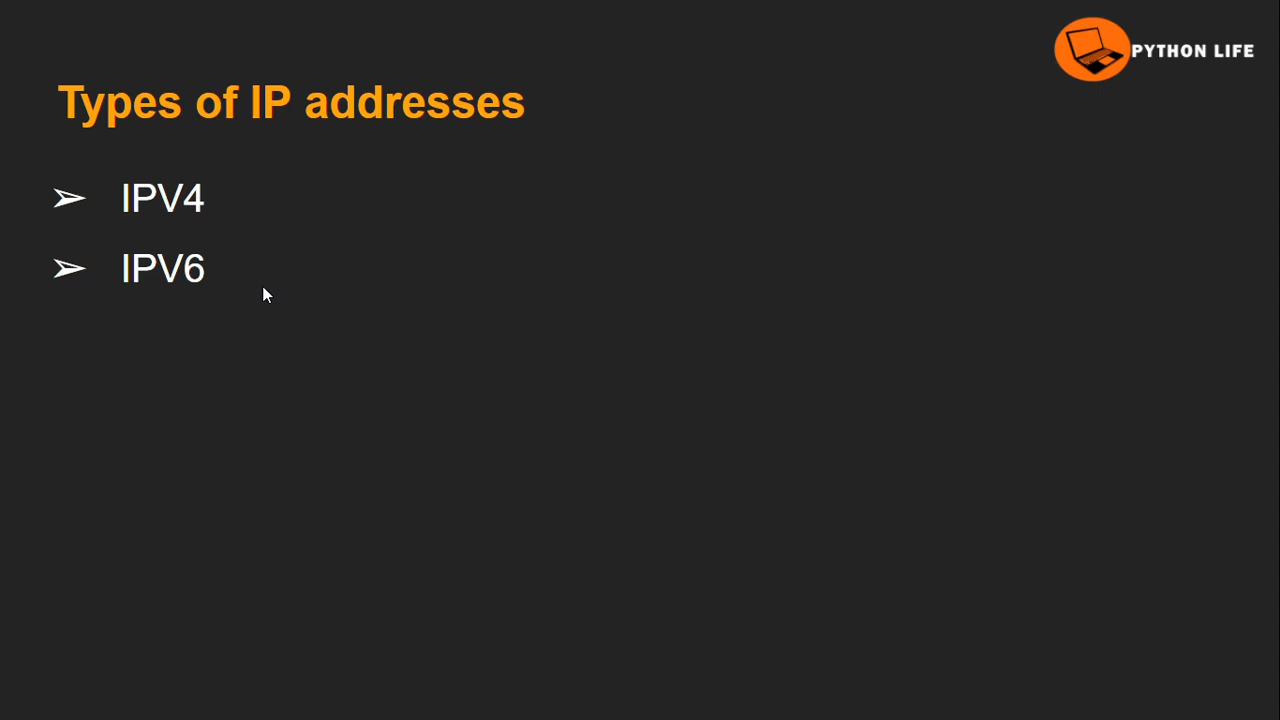 PYTHON LIFE
Types of IP addresses
➢ IPV4
➢ IPV6